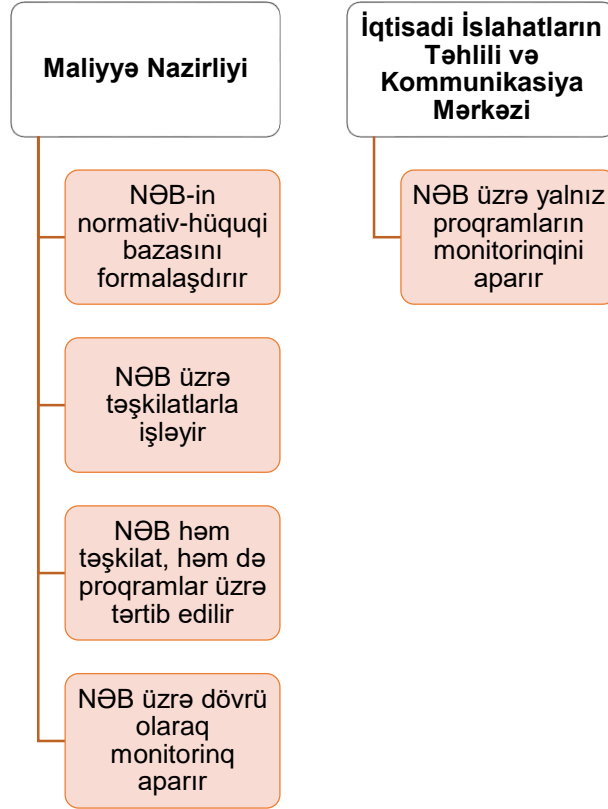 Maliyyə Nazirliyi
NƏB-in
normativ-hüquqi
bazasını
formalaşdırır
NƏB üzrə
təşkilatlarla
işləyir
NƏB həm
təşkilat, həm də
proqramlar üzrə
tərtib edilir
NƏB üzrə dövrü
olaraq
monitorinq
aparır
İqtisadi İslahatların
Təhlili və
Kommunikasiya
Mərkəzi
NƏB üzrə yalnız
proqramların
monitorinqini
aparır